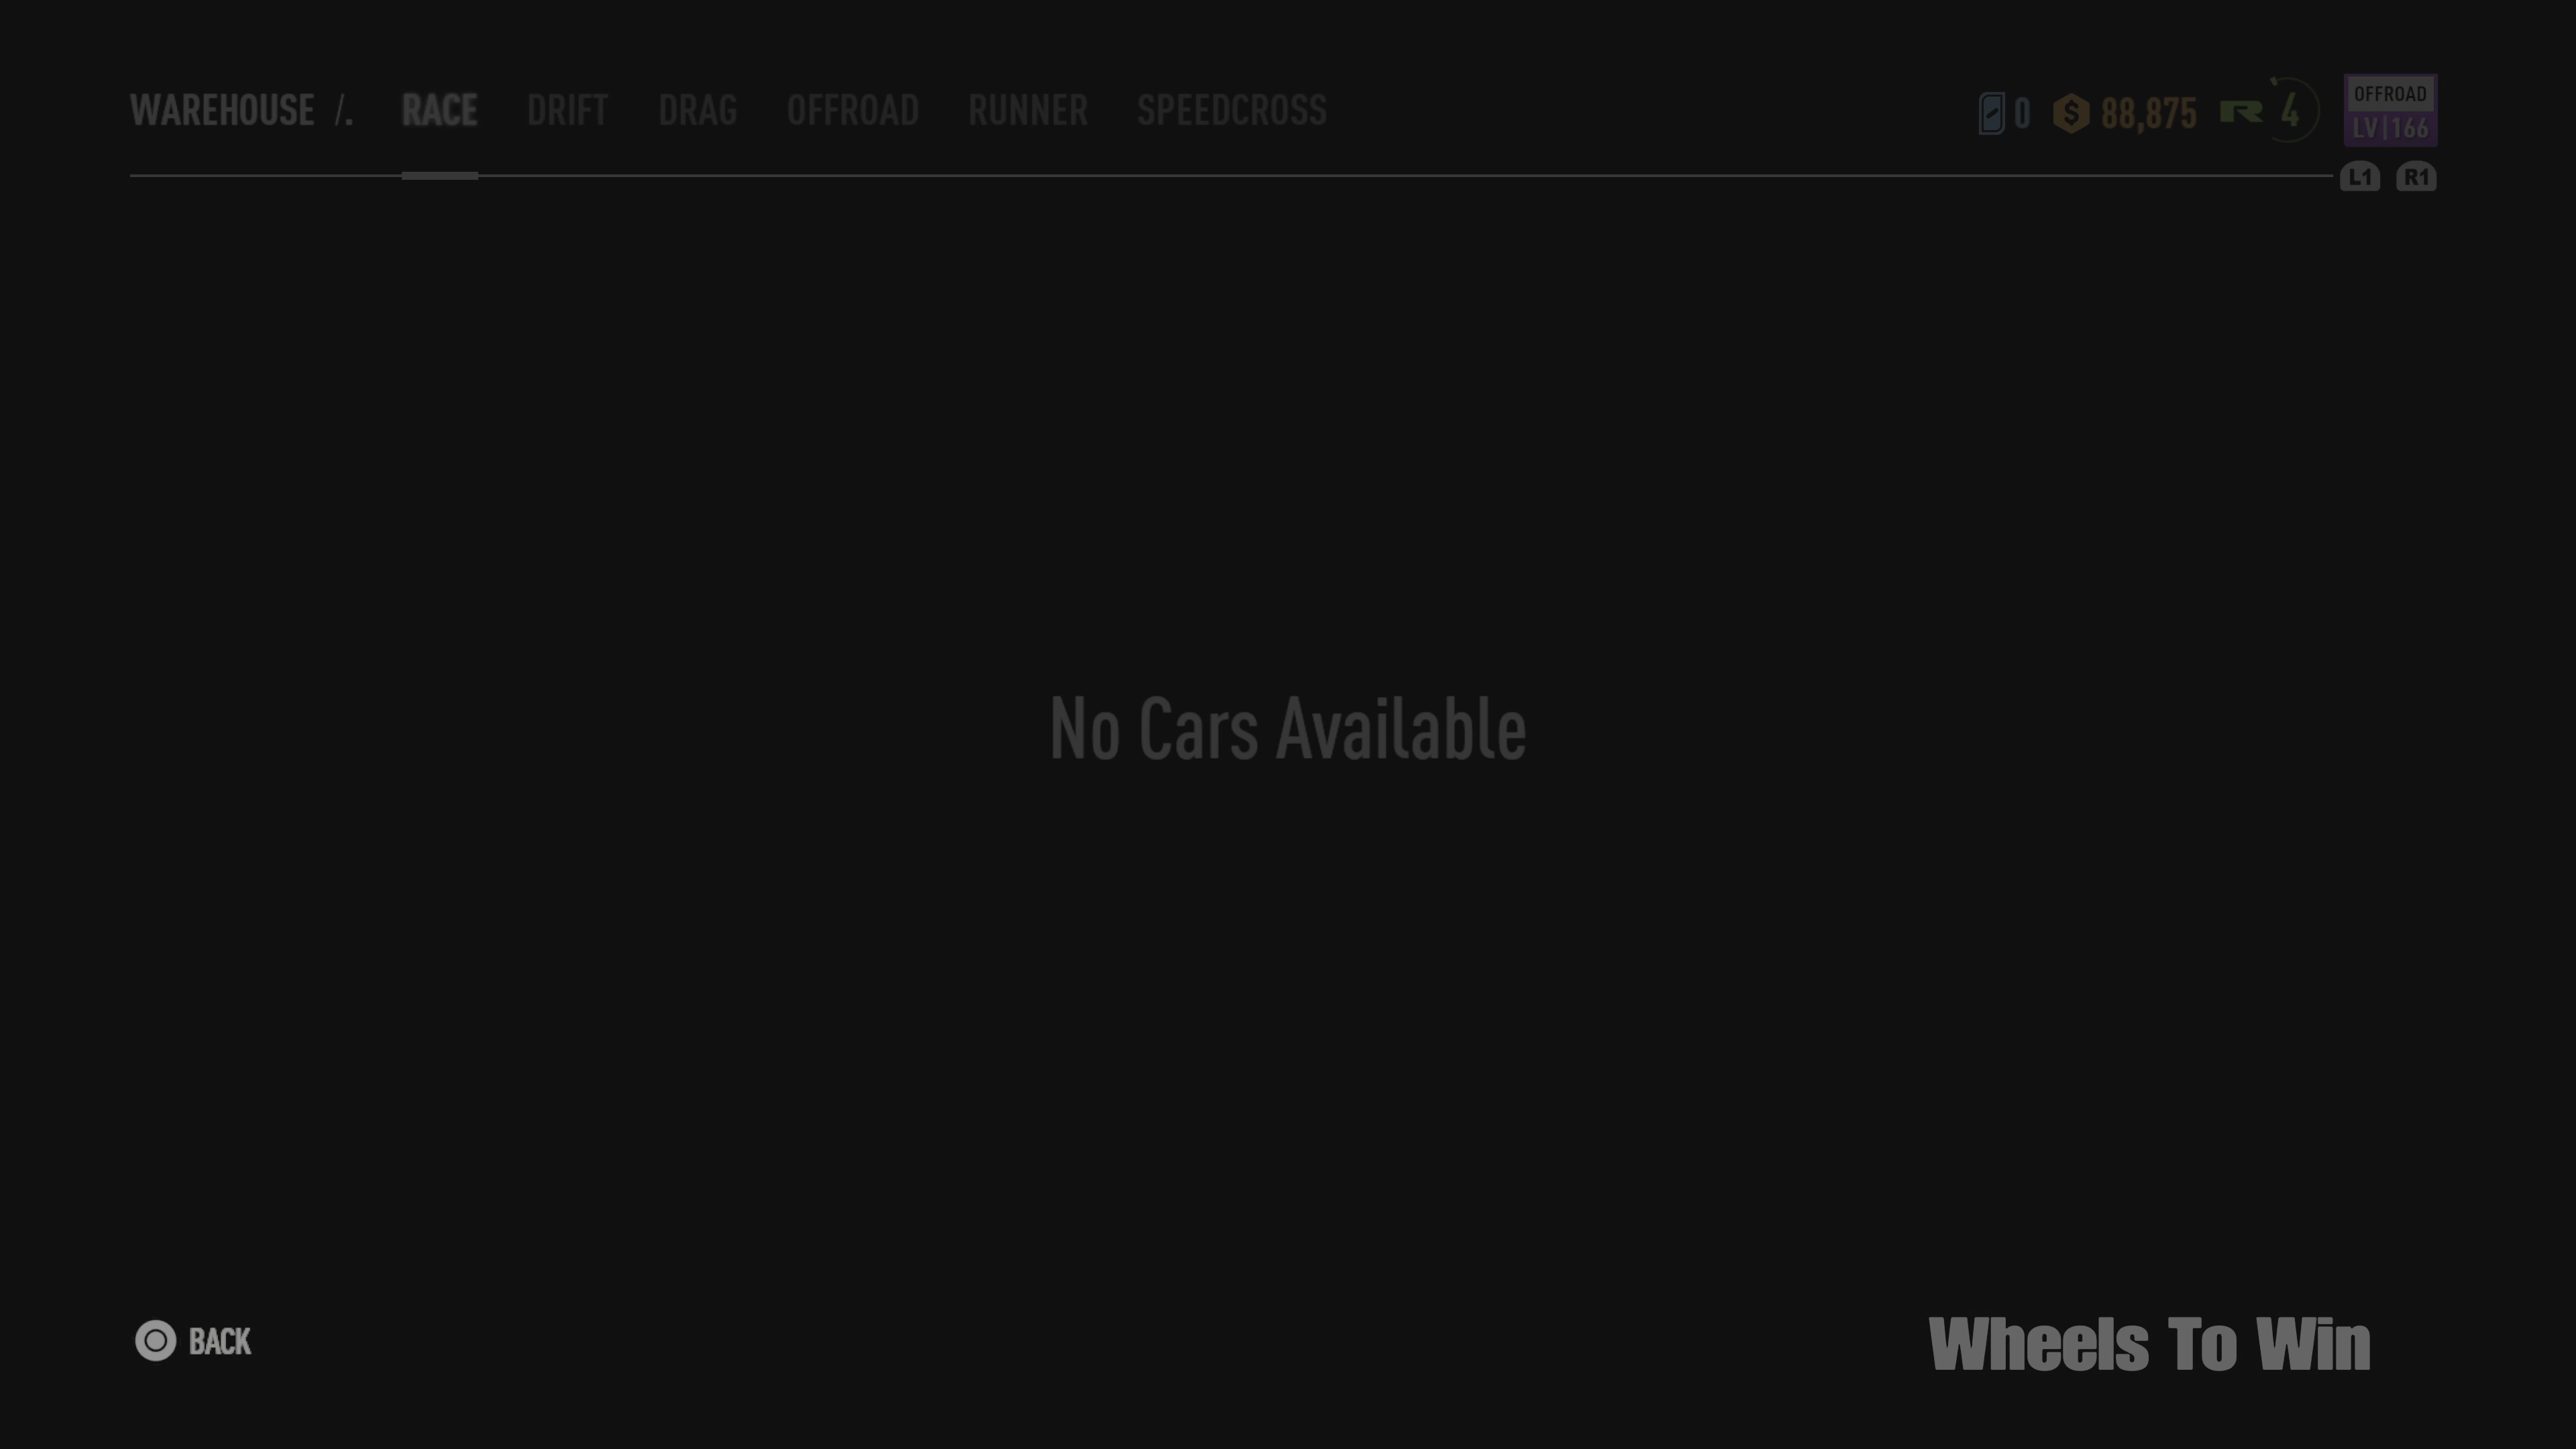 WAREHOUSE /. RACE DRIFT DRAG OFFROAD RUNNER SPEEDCROSS
0 $ 88,875 R 4
OFFROAD
LV|166
L1 R1
No Cars Available
BACK
Wheels To Win